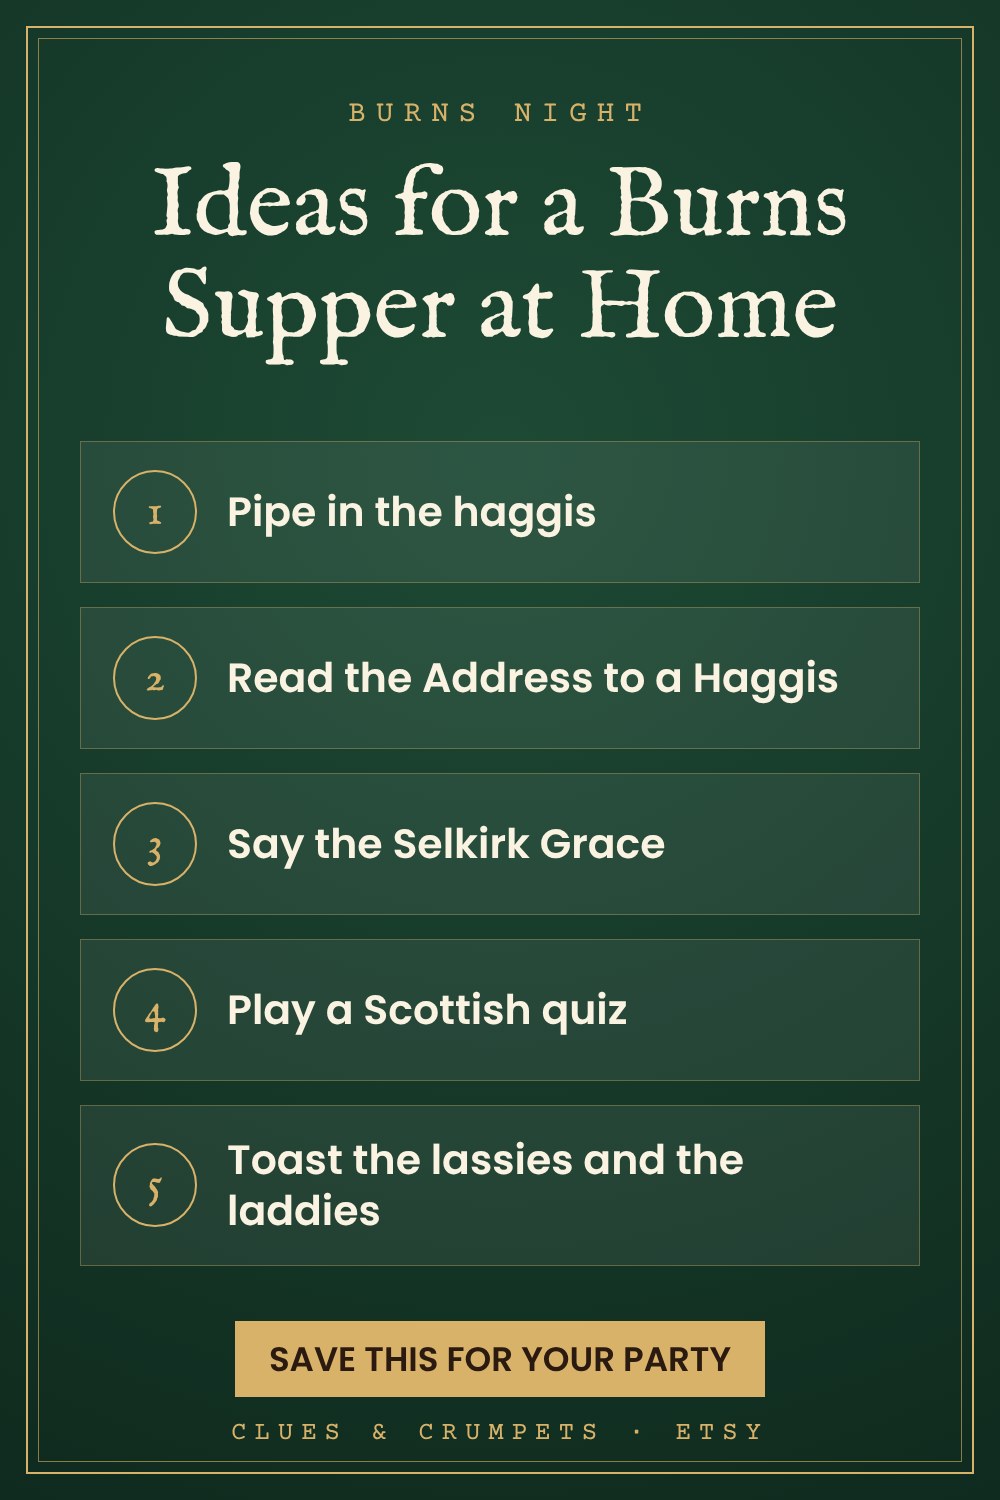 BURNS NIGHT
Ideas for a Burns
Supper at Home
1 Pipe in the haggis
2 Read the Address to a Haggis
3 Say the Selkirk Grace
4 Play a Scottish quiz
5 Toast the lassies and the
laddies
SAVE THIS FOR YOUR PARTY
CLUES & CRUMPETS · ETSY